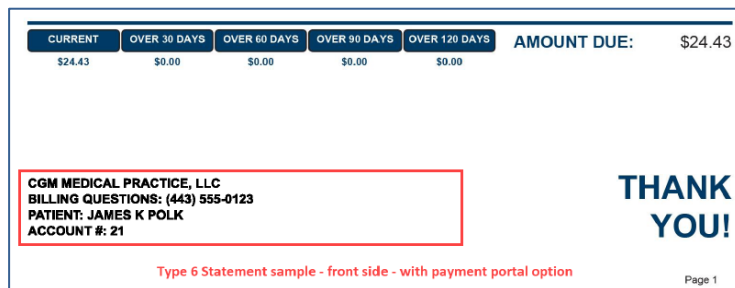 CURRENT OVER 30 DAYS OVER 60 DAYS OVER 90 DAYS OVER 120 DAYS AMOUNT DUE: $24.43
$24.43 $0.00 $0.00 $0.00 $0.00
CGM MEDICAL PRACTICE, LLC
BILLING QUESTIONS: (443) 555-0123
PATIENT: JAMES K POLK
ACCOUNT #: 21
THANK
YOU!
Type 6 Statement sample - front side - with payment portal option
Page 1